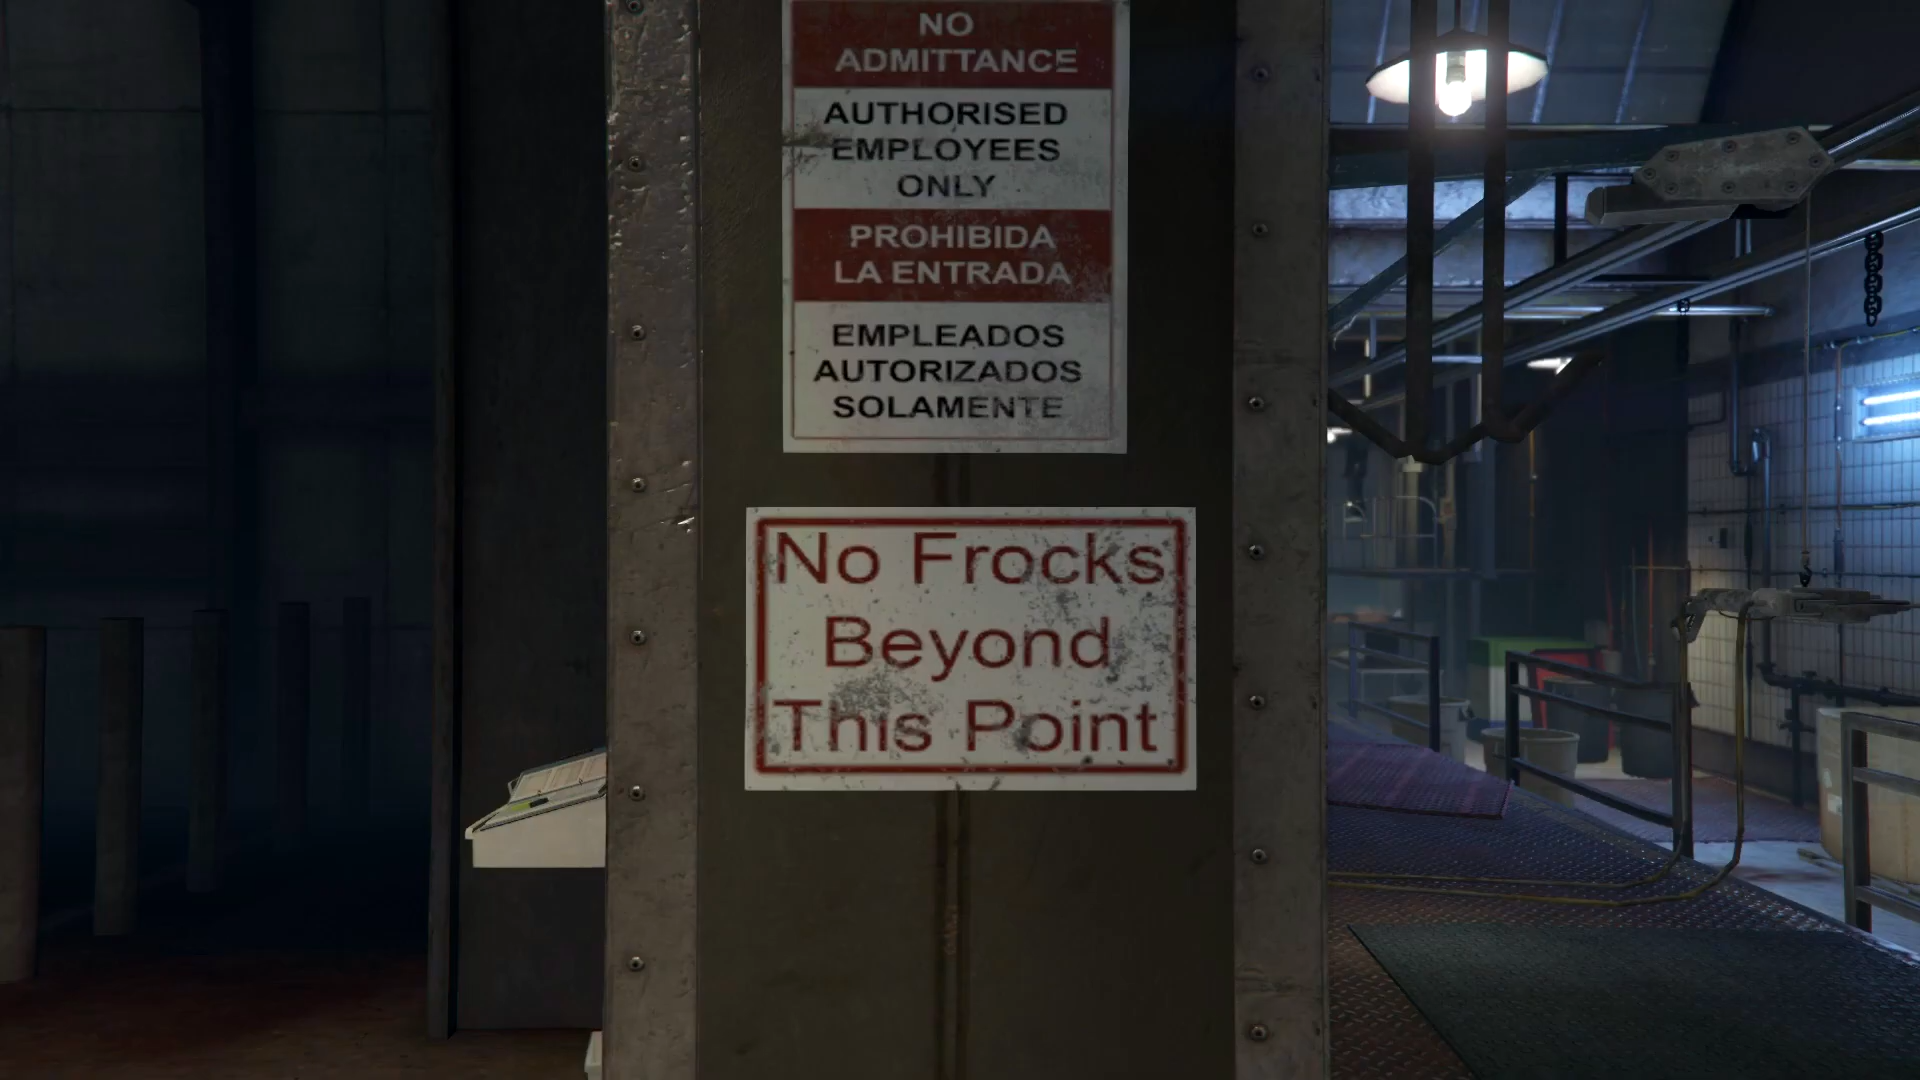 NO
ADMITTANCE
AUTHORISED
EMPLOYEES
ONLY
PROHIBIDA
LA ENTRADA
EMPLEADOS
AUTORIZADOS
SOLAMENTE
No Frocks
Beyond
This Point